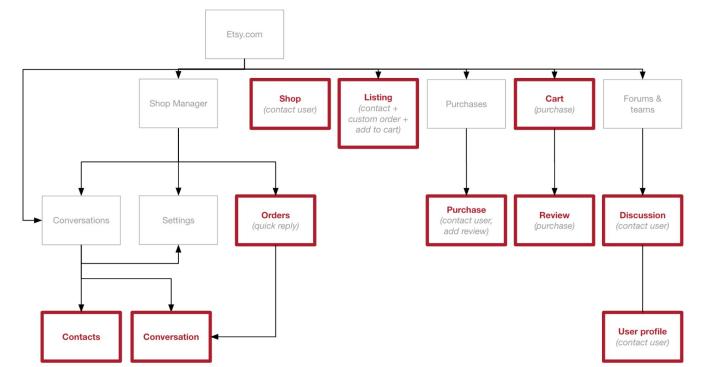 Etsy.com
Shop Manager
Shop
(contact user)
Listing
(contact +
custom order +
add to cart)
Purchases
Cart
(purchase)
Forums &
teams
Conversations
Settings
Orders
(quick reply)
Purchase
(contact user,
add review)
Review
(purchase)
Discussion
(contact user)
Contacts
Conversation
User profile
(contact user)